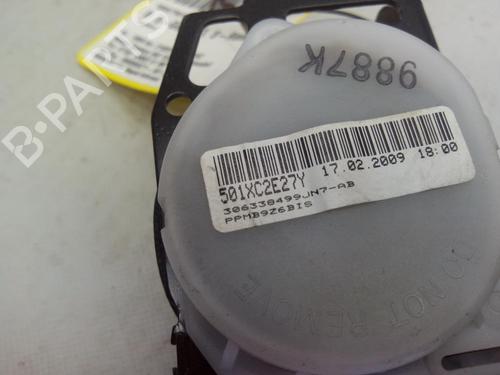 9887K
501XC2E27Y 17.02.2009 18:00
306338499JN7-AB
PPMB9Z6BIS
DO NOT REMOVE
B-PARTS